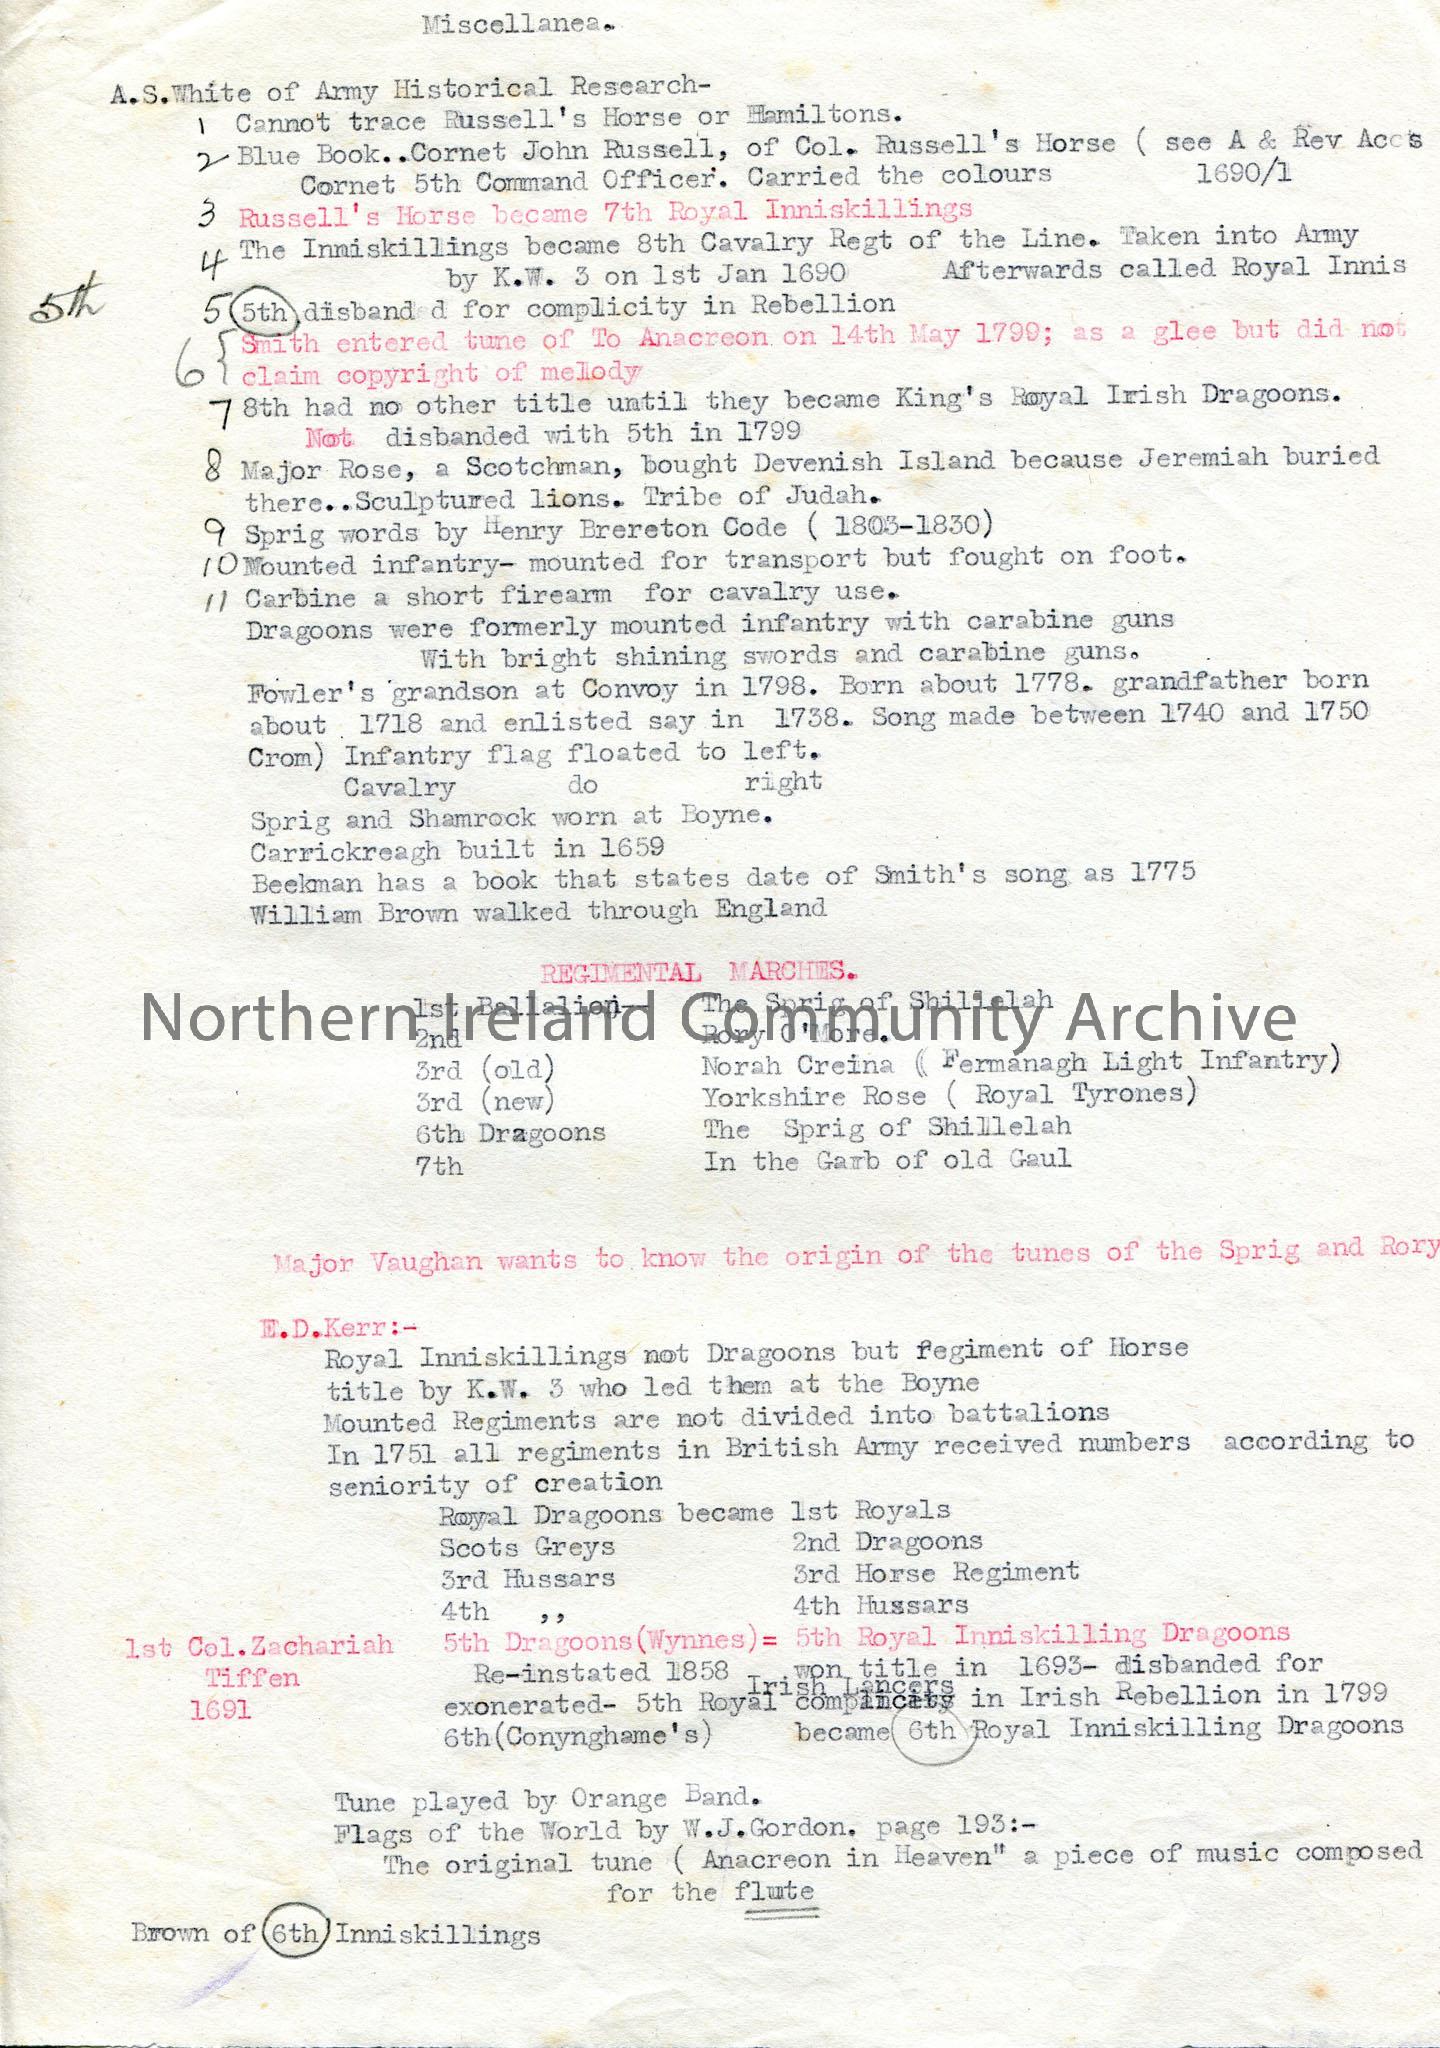 Miscellanea.
A.S.White of Army Historical Research-
1 Cannot trace Russell's Horse or Hamiltons.
2 Blue Book..Cornet John Russell, of Col. Russell's Horse ( see A & Rev Accs
Cornet 5th Command Officer. Carried the colours 1690/1
3 Russell's Horse became 7th Royal Inniskillings
4 The Inniskillings became 8th Cavalry Regt of the Line. Taken into Army
by K.W. 3 on 1st Jan 1690 Afterwards called Royal Innis
5th 5 5th disbanded for complicity in Rebellion
6 { Smith entered tune of To Anacreon on 14th May 1799; as a glee but did not
claim copyright of melody
7 8th had no other title until they became King's Royal Irish Dragoons.
Not disbanded with 5th in 1799
8 Major Rose, a Scotchman, bought Devenish Island because Jeremiah buried
there..Sculptured lions. Tribe of Judah.
9 Sprig words by Henry Brereton Code ( 1803-1830)
10 Mounted infantry- mounted for transport but fought on foot.
11 Carbine a short firearm for cavalry use.
Dragoons were formerly mounted infantry with carabine guns
With bright shining swords and carabine guns.
Fowler's grandson at Convoy in 1798. Born about 1778. grandfather born
about 1718 and enlisted say in 1738. Song made between 1740 and 1750
Crom) Infantry flag floated to left.
Cavalry do right
Sprig and Shamrock worn at Boyne.
Carrickreagh built in 1659
Beekman has a book that states date of Smith's song as 1775
William Brown walked through England
REGIMENTAL MARCHES.
1st Ballalion-- The Sprig of Shillelah
Northern Ireland Community Archive
2nd Rory O'More.
3rd (old) Norah Creina ( Fermanagh Light Infantry)
3rd (new) Yorkshire Rose ( Royal Tyrones)
6th Dragoons The Sprig of Shillelah
7th In the Garb of old Gaul
Major Vaughan wants to know the origin of the tunes of the Sprig and Rory
E.D.Kerr:-
Royal Inniskillings not Dragoons but regiment of Horse
title by K.W. 3 who led them at the Boyne
Mounted Regiments are not divided into battalions
In 1751 all regiments in British Army received numbers according to
seniority of creation
Royal Dragoons became 1st Royals
Scots Greys 2nd Dragoons
3rd Hussars 3rd Horse Regiment
4th ,, 4th Hussars
1st Col.Zachariah 5th Dragoons(Wynnes)= 5th Royal Inniskilling Dragoons
Tiffen Re-instated 1858 won title in 1693- disbanded for
Irish Lancers
1691 exonerated- 5th Royal complicity in Irish Rebellion in 1799
6th(Conynghame's) became 6th Royal Inniskilling Dragoons
Tune played by Orange Band.
Flags of the World by W.J.Gordon. page 193:-
The original tune ( Anacreon in Heaven" a piece of music composed
for the flute
Brown of 6th Inniskillings